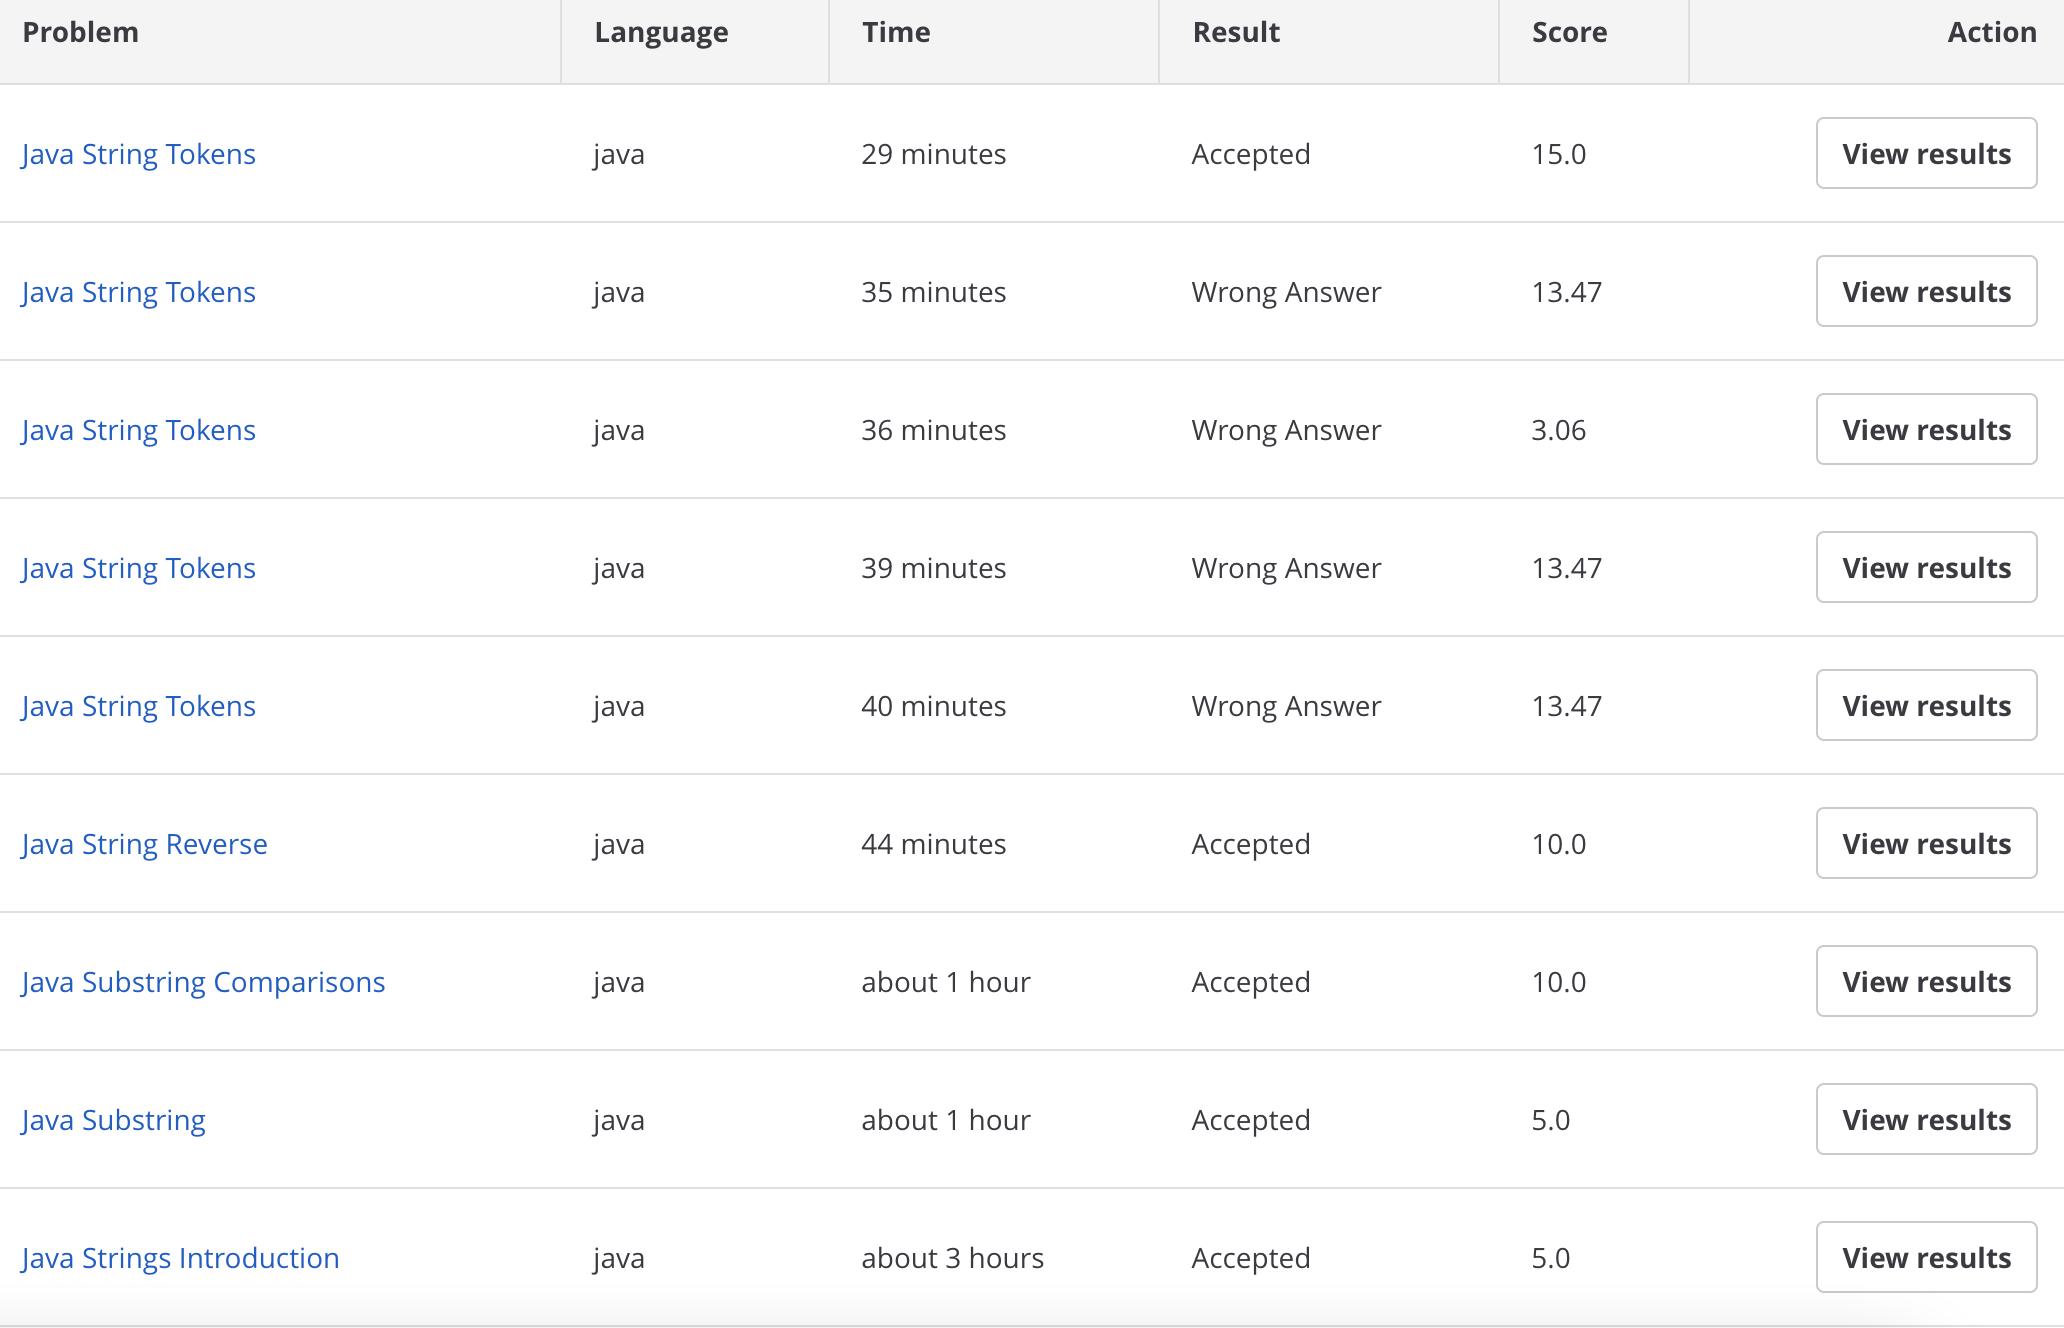 Problem Language Time Result Score Action
Java String Tokens java 29 minutes Accepted 15.0 View results
Java String Tokens java 35 minutes Wrong Answer 13.47 View results
Java String Tokens java 36 minutes Wrong Answer 3.06 View results
Java String Tokens java 39 minutes Wrong Answer 13.47 View results
Java String Tokens java 40 minutes Wrong Answer 13.47 View results
Java String Reverse java 44 minutes Accepted 10.0 View results
Java Substring Comparisons java about 1 hour Accepted 10.0 View results
Java Substring java about 1 hour Accepted 5.0 View results
Java Strings Introduction java about 3 hours Accepted 5.0 View results